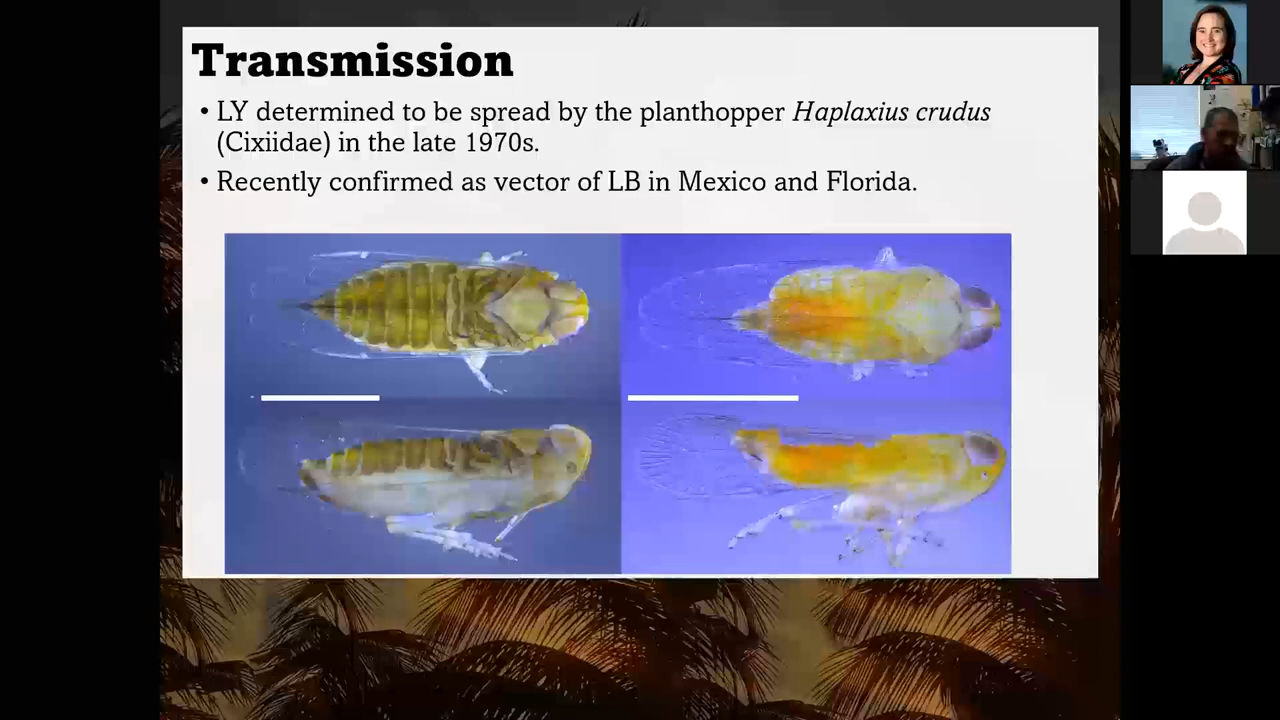 Transmission
• LY determined to be spread by the planthopper Haplaxius crudus
(Cixiidae) in the late 1970s.
• Recently confirmed as vector of LB in Mexico and Florida.